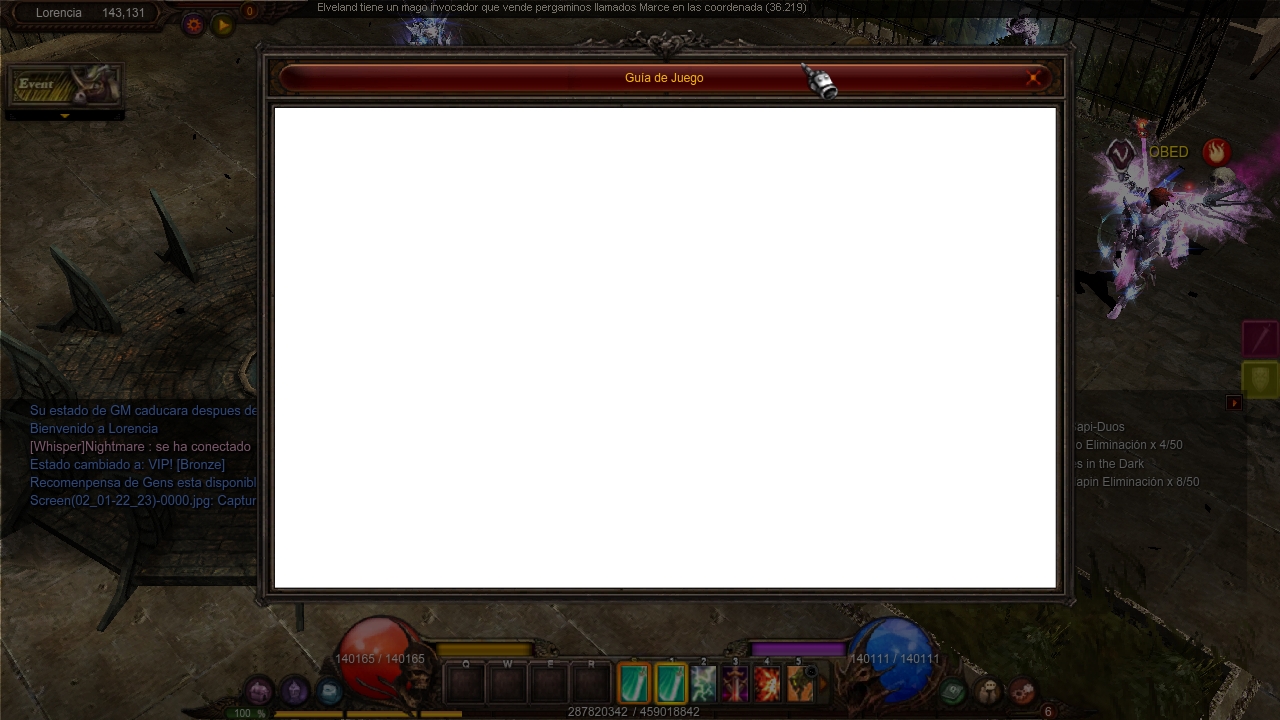 Lorencia 143,131
0
Elveland tiene un mago invocador que vende pergaminos llamados Marce en las coordenada (36.219)
Event
Guía de Juego
OBED
Su estado de GM caducara despues de
Bienvenido a Lorencia
[Whisper]Nightmare : se ha conectado
Estado cambiado a: VIP! [Bronze]
Recomenpensa de Gens esta disponibl
Screen(02_01-22_23)-0000.jpg: Captur
Sapi-Duos
o Eliminación x 4/50
es in the Dark
apin Eliminación x 8/50
140165 / 140165
Q W E R
1 2 3 4 5
140111 / 140111
100 %
287820342 / 459018842
6